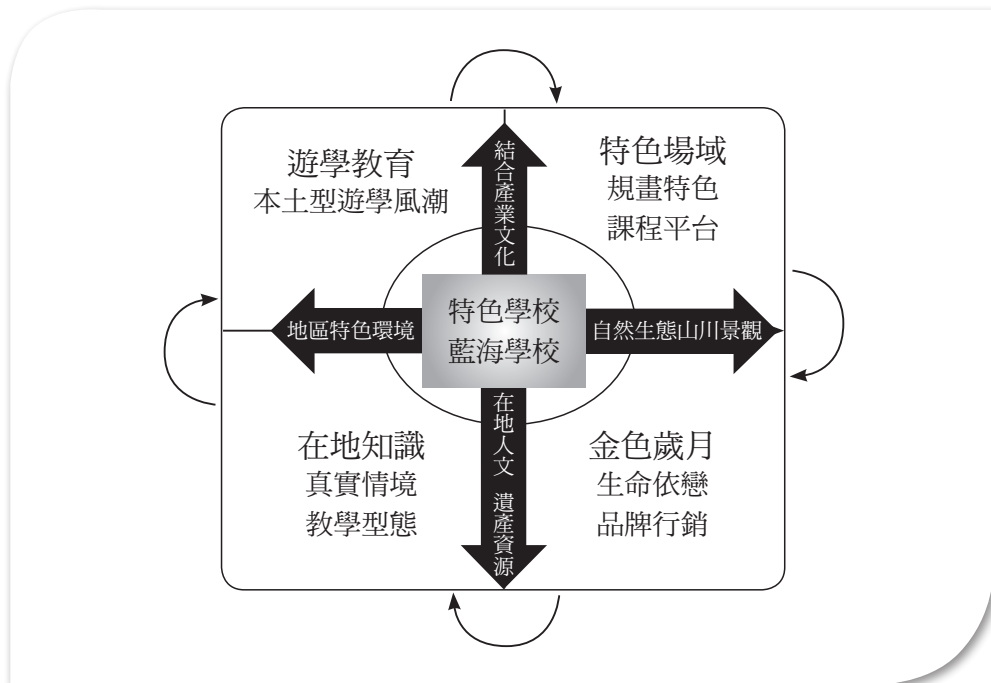 遊學教育
本土型遊學風潮
特色場域
規畫特色
課程平台
結合產業文化
地區特色環境
特色學校
藍海學校
自然生態山川景觀
在地人文 遺產資源
在地知識
真實情境
教學型態
金色歲月
生命依戀
品牌行銷